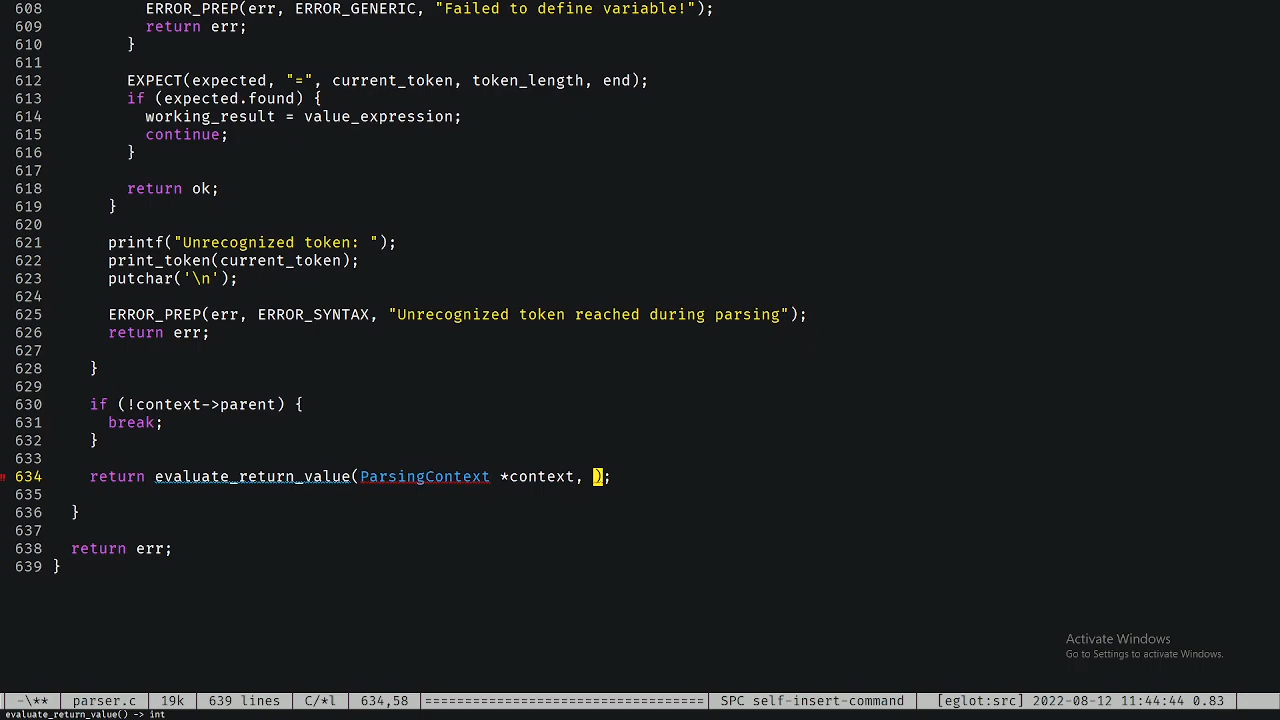 608 ERROR_PREP(err, ERROR_GENERIC, "Failed to define variable!");
609 return err;
610 }
611
612 EXPECT(expected, "=", current_token, token_length, end);
613 if (expected.found) {
614 working_result = value_expression;
615 continue;
616 }
617
618 return ok;
619 }
620
621 printf("Unrecognized token: ");
622 print_token(current_token);
623 putchar('\n');
624
625 ERROR_PREP(err, ERROR_SYNTAX, "Unrecognized token reached during parsing");
626 return err;
627
628 }
629
630 if (!context->parent) {
631 break;
632 }
633
!! 634 return evaluate_return_value(ParsingContext *context, );
635
636 }
637
638 return err;
639 }
Activate Windows
Go to Settings to activate Windows.
-\** parser.c 19k 639 lines C/*l 634,58 ================================== SPC self-insert-command [eglot:src] 2022-08-12 11:44:44 0.83
evaluate_return_value() -> int